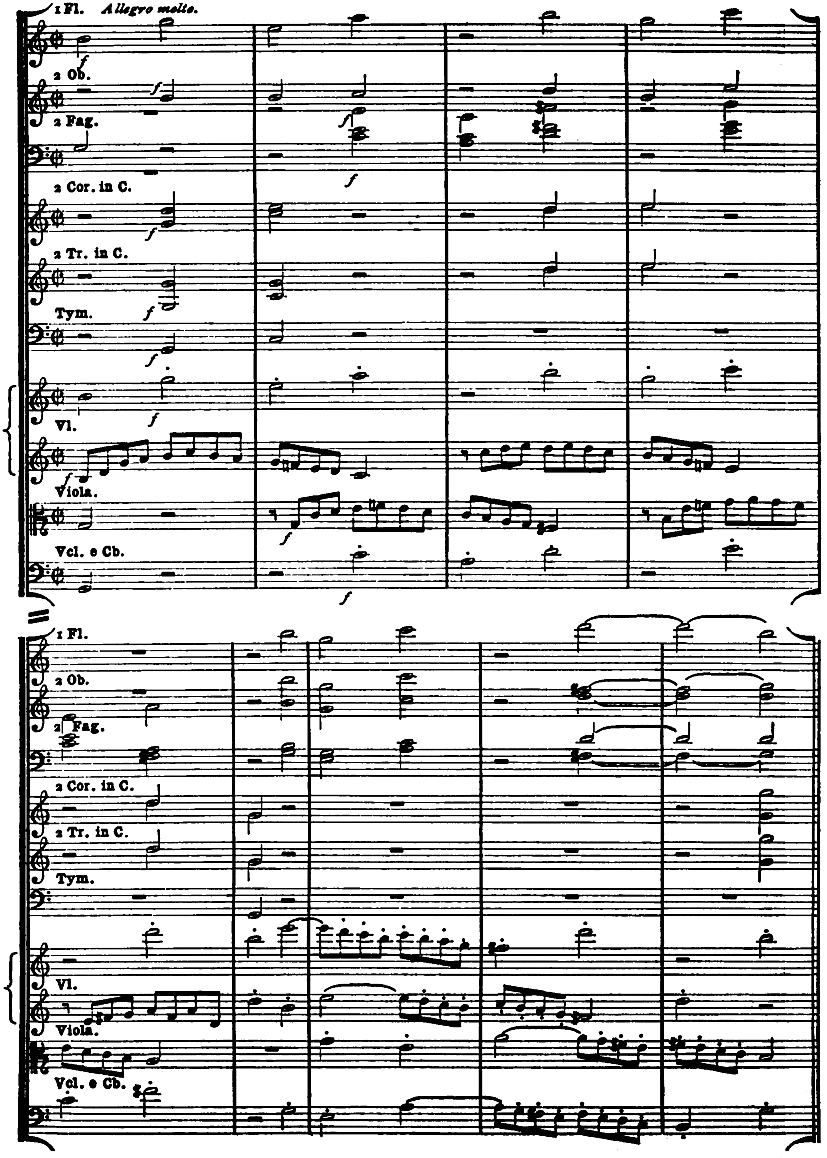 1 Fl. Allegro molto.
f
2 Ob. f
2 Fag. f
f
2 Cor. in C.
f
2 Tr. in C.
Tym. f
f
f
Vl.
f
Viola.
f
Vcl. e Cb.
f
1 Fl.
2 Ob.
2 Fag.
2 Cor. in C.
2 Tr. in C.
Tym.
Vl.
Viola.
Vcl. e Cb.